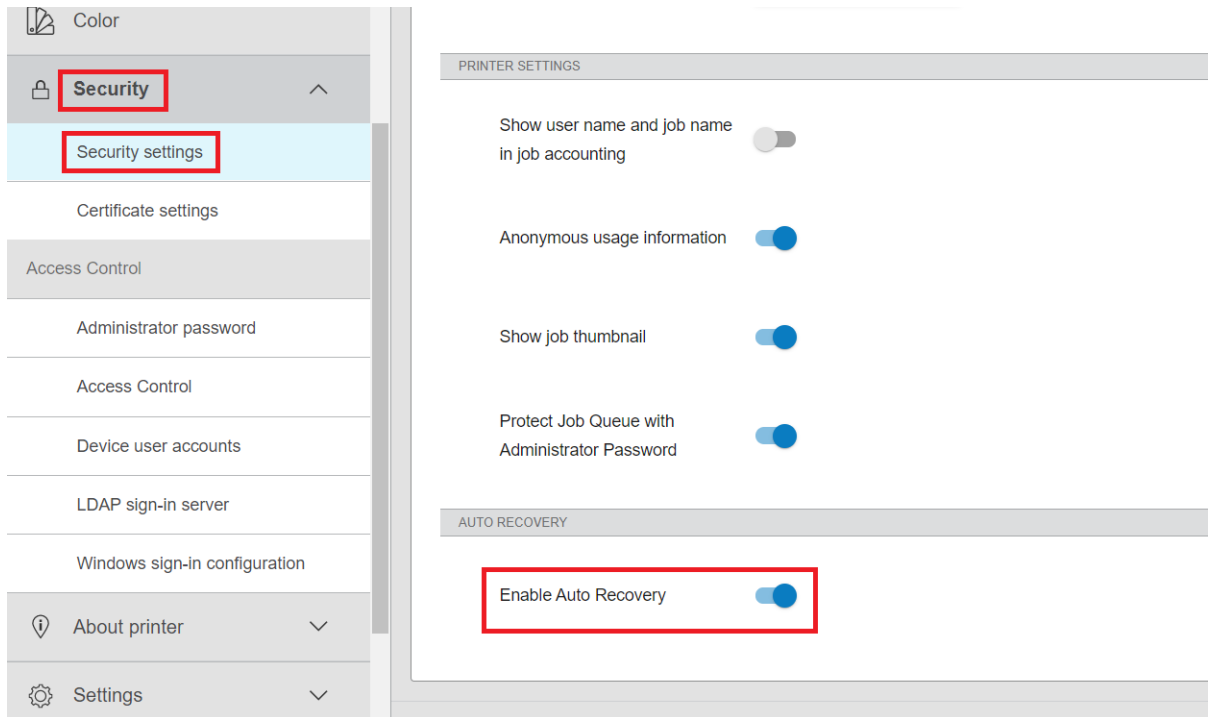 Color
Security
Security settings
Certificate settings
Access Control
Administrator password
Access Control
Device user accounts
LDAP sign-in server
Windows sign-in configuration
About printer
Settings
PRINTER SETTINGS
Show user name and job name
in job accounting
Anonymous usage information
Show job thumbnail
Protect Job Queue with
Administrator Password
AUTO RECOVERY
Enable Auto Recovery